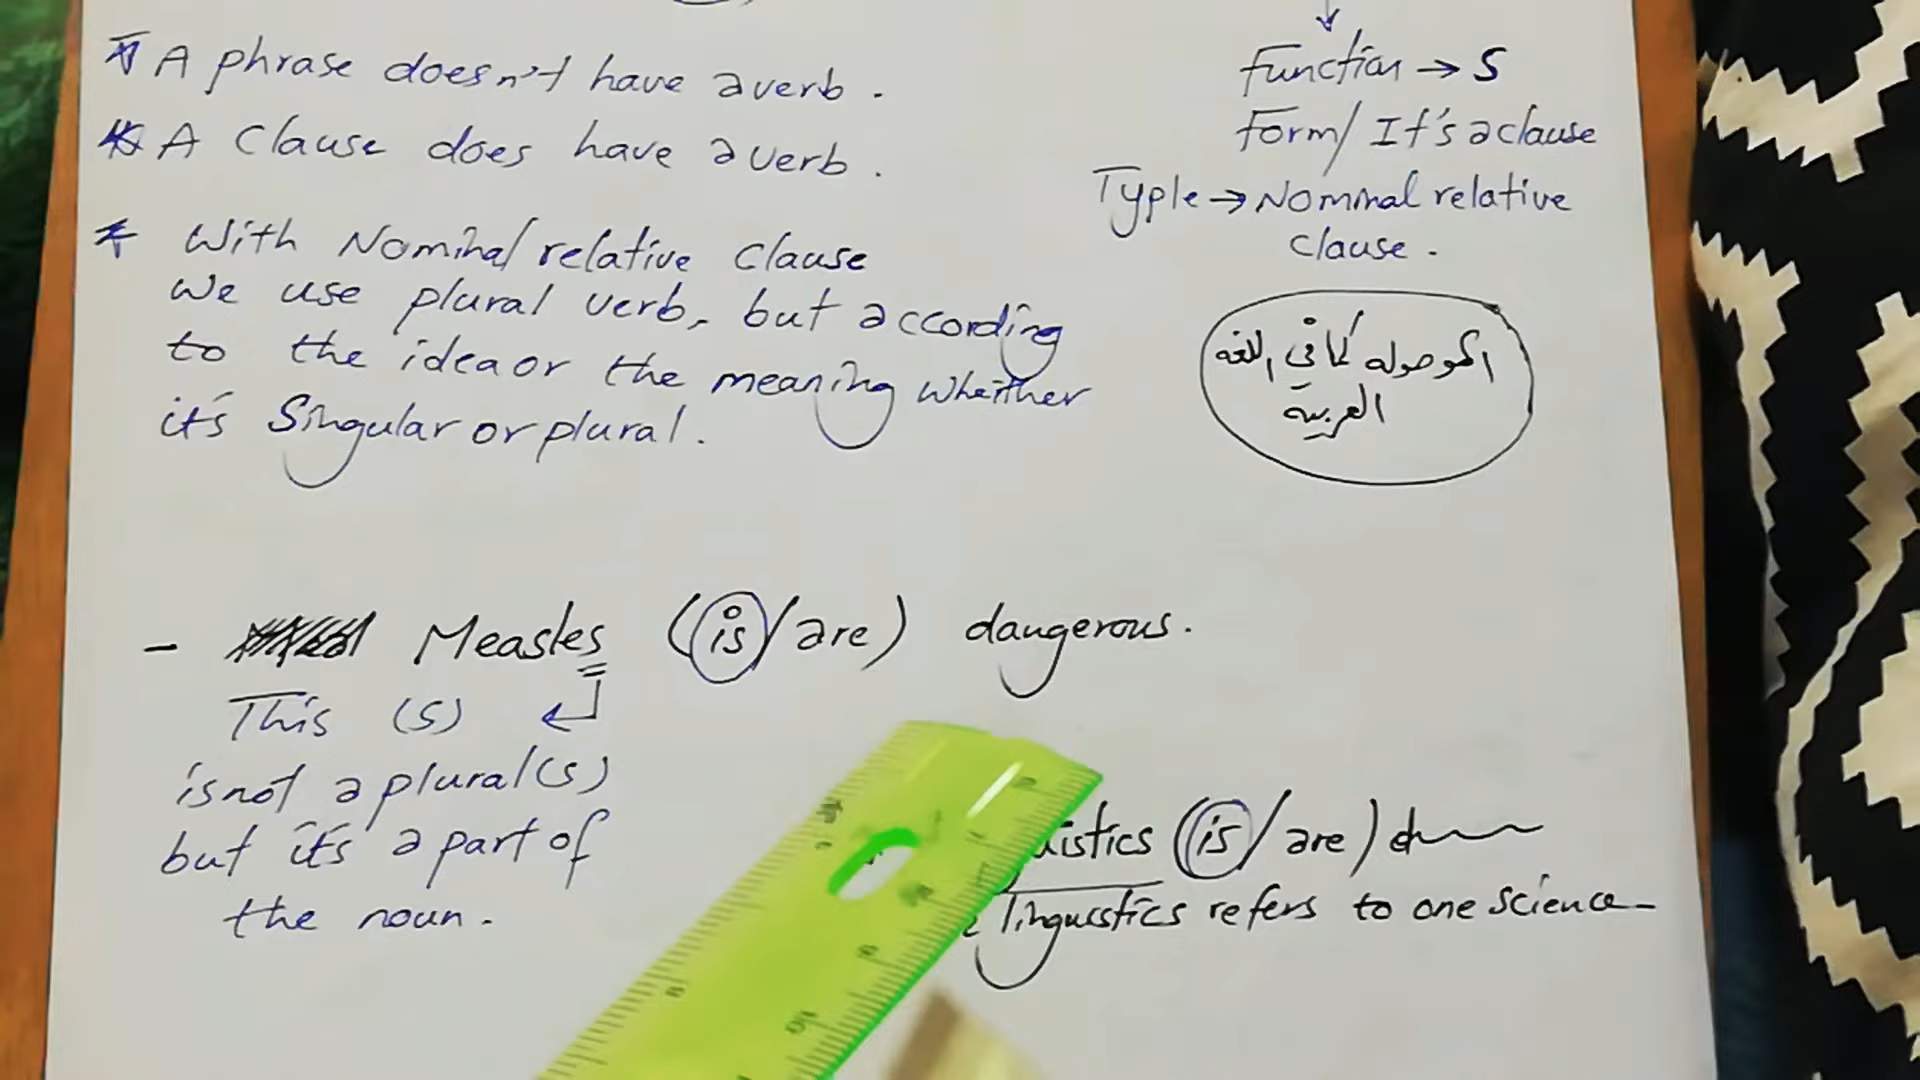 A phrase doesn't have a verb.
A Clause does have a verb.
With Nominal relative clause
we use plural verb, but according
to the idea or the meaning whether
it's Singular or plural.
Function → S
Form/ It's a clause
Typle → Nominal relative
clause.
الموصوله كما في اللغه
العربيه
- Measles (is/are) dangerous.
This (s)
is not a plural (s)
but it's a part of
the noun.
(is/are)
linguistics refers to one science